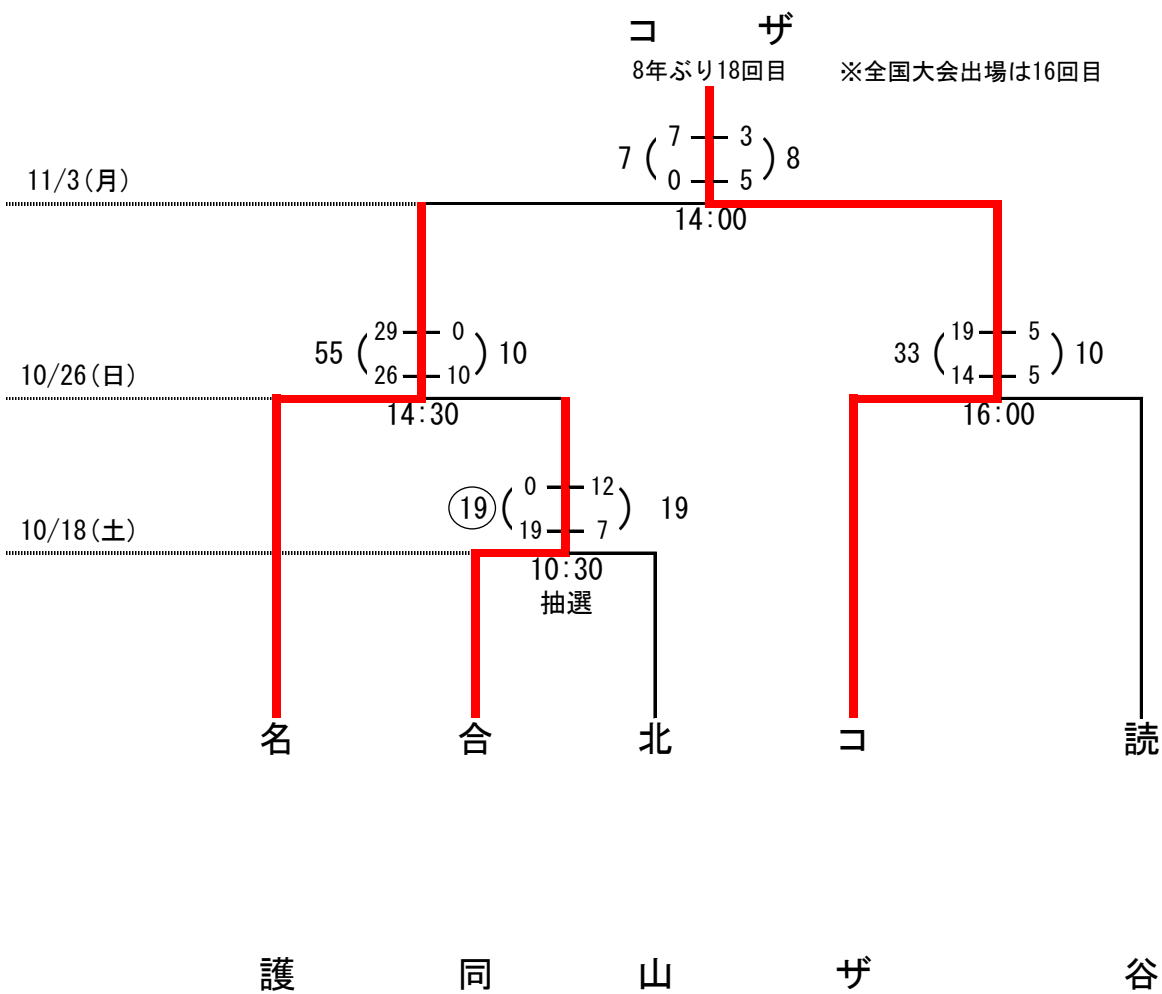 コザ
8年ぶり18回目 ※全国大会出場は16回目
7 3
7 ( ) 8
0 5
11/3(月)
14:00
29 0 19 5
55 ( ) 10 33 ( ) 10
26 10 14 5
10/26(日)
14:30 16:00
0 12
19 ( ) 19
19 7
10/18(土)
10:30
抽選
名護 合同 北山 コザ 読谷